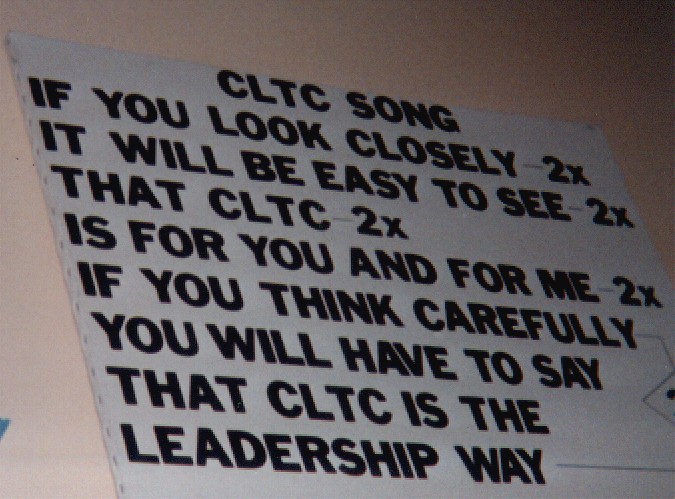 CLTC SONG
IF YOU LOOK CLOSELY - 2x
IT WILL BE EASY TO SEE - 2x
THAT CLTC - 2x
IS FOR YOU AND FOR ME - 2x
IF YOU THINK CAREFULLY
YOU WILL HAVE TO SAY
THAT CLTC IS THE
LEADERSHIP WAY